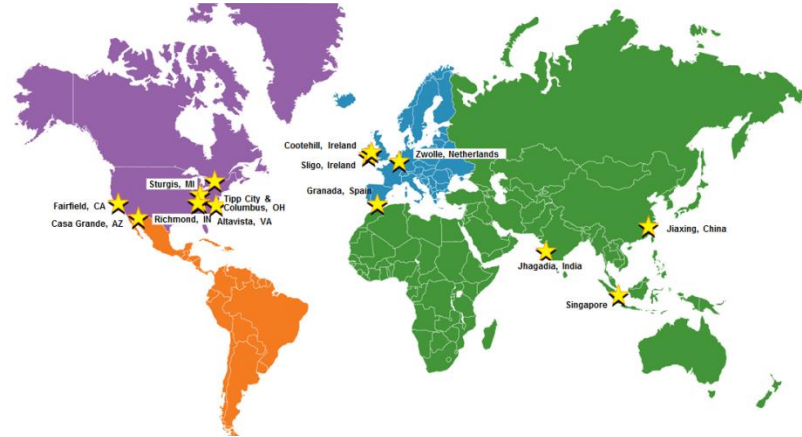 Cootehill, Ireland
Zwolle, Netherlands
Sligo, Ireland
Granada, Spain
Sturgis, MI
Tipp City &
Columbus, OH
Fairfield, CA
Richmond, IN
Altavista, VA
Casa Grande, AZ
Jiaxing, China
Jhagadia, India
Singapore